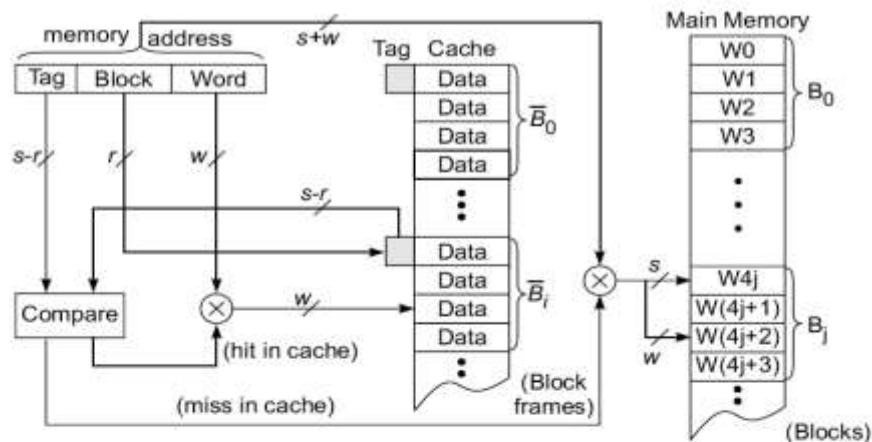 memory address
Tag Block Word
s-r
r
w
s+w
Tag Cache
Data
Data
Data
Data
B̅0
s-r
Data
Data
Data
Data
B̅i
Compare
w
(hit in cache)
(miss in cache)
(Block
frames)
s
w
Main Memory
W0
W1
W2
W3
B0
W4j
W(4j+1)
W(4j+2)
W(4j+3)
Bj
(Blocks)